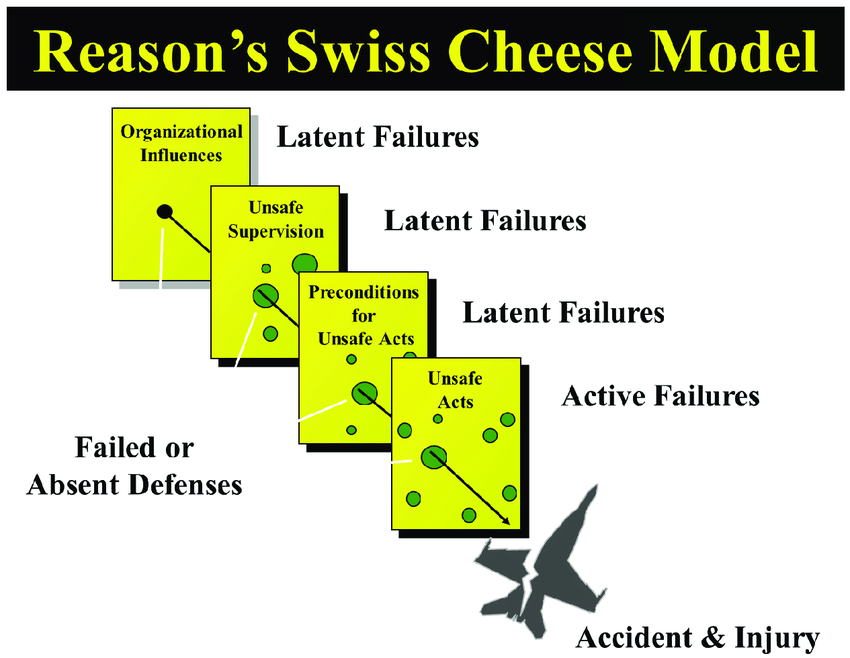 Reason's Swiss Cheese Model
Organizational
Influences
Latent Failures
Unsafe
Supervision
Latent Failures
Preconditions
for
Unsafe Acts
Latent Failures
Unsafe
Acts
Active Failures
Failed or
Absent Defenses
Accident & Injury